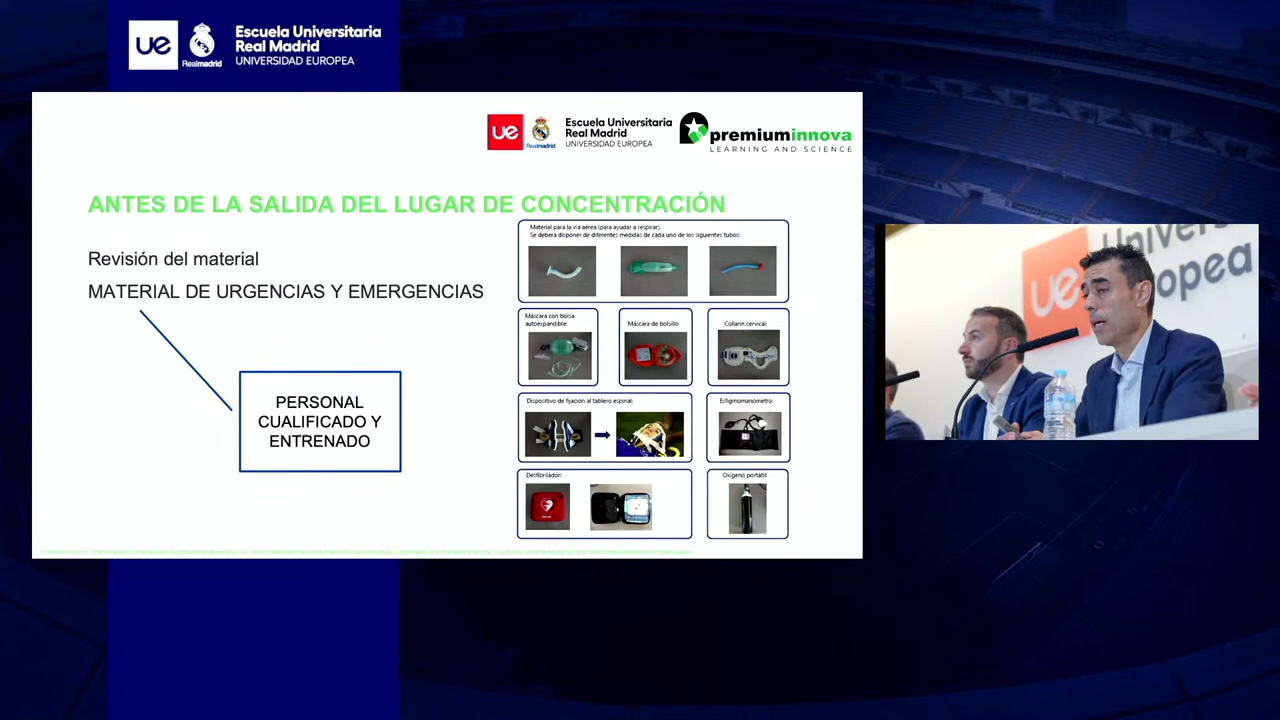 ue
Realmadrid
Escuela Universitaria
Real Madrid
UNIVERSIDAD EUROPEA
ue
Realmadrid
Escuela Universitaria
Real Madrid
UNIVERSIDAD EUROPEA
premiuminnova
LEARNING AND SCIENCE
ANTES DE LA SALIDA DEL LUGAR DE CONCENTRACIÓN
Revisión del material
MATERIAL DE URGENCIAS Y EMERGENCIAS
PERSONAL
CUALIFICADO Y
ENTRENADO
Material para la vía aérea (para ayudar a respirar).
Se deberá disponer de diferentes medidas de cada uno de los siguientes tubos:
Máscara con bolsa
autoexpandible:
Máscara de bolsillo
Collarín cervical:
Dispositivo de fijación al tablero espinal:
Esfigmomanómetro:
Desfibrilador:
Oxígeno portátil:
ue
Univers
Europea